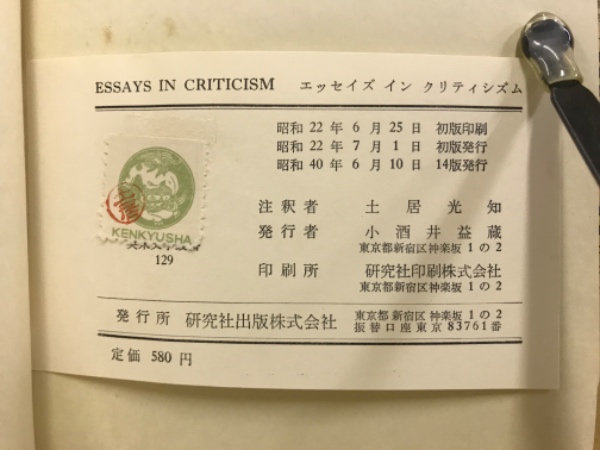 ESSAYS IN CRITICISM エッセイズ イン クリティシズム
昭和 22 年 6 月 25 日 初版印刷
昭和 22 年 7 月 1 日 初版発行
昭和 40 年 6 月 10 日 14版発行
KENKYUSHA
129
注釈者 土居光知
発行者 小酒井益蔵
東京都新宿区神楽坂 1 の 2
印刷所 研究社印刷株式会社
東京都新宿区神楽坂 1 の 2
発行所 研究社出版株式会社 東京都新宿区神楽坂 1 の 2
振替口座東京 83761 番
定価 580 円